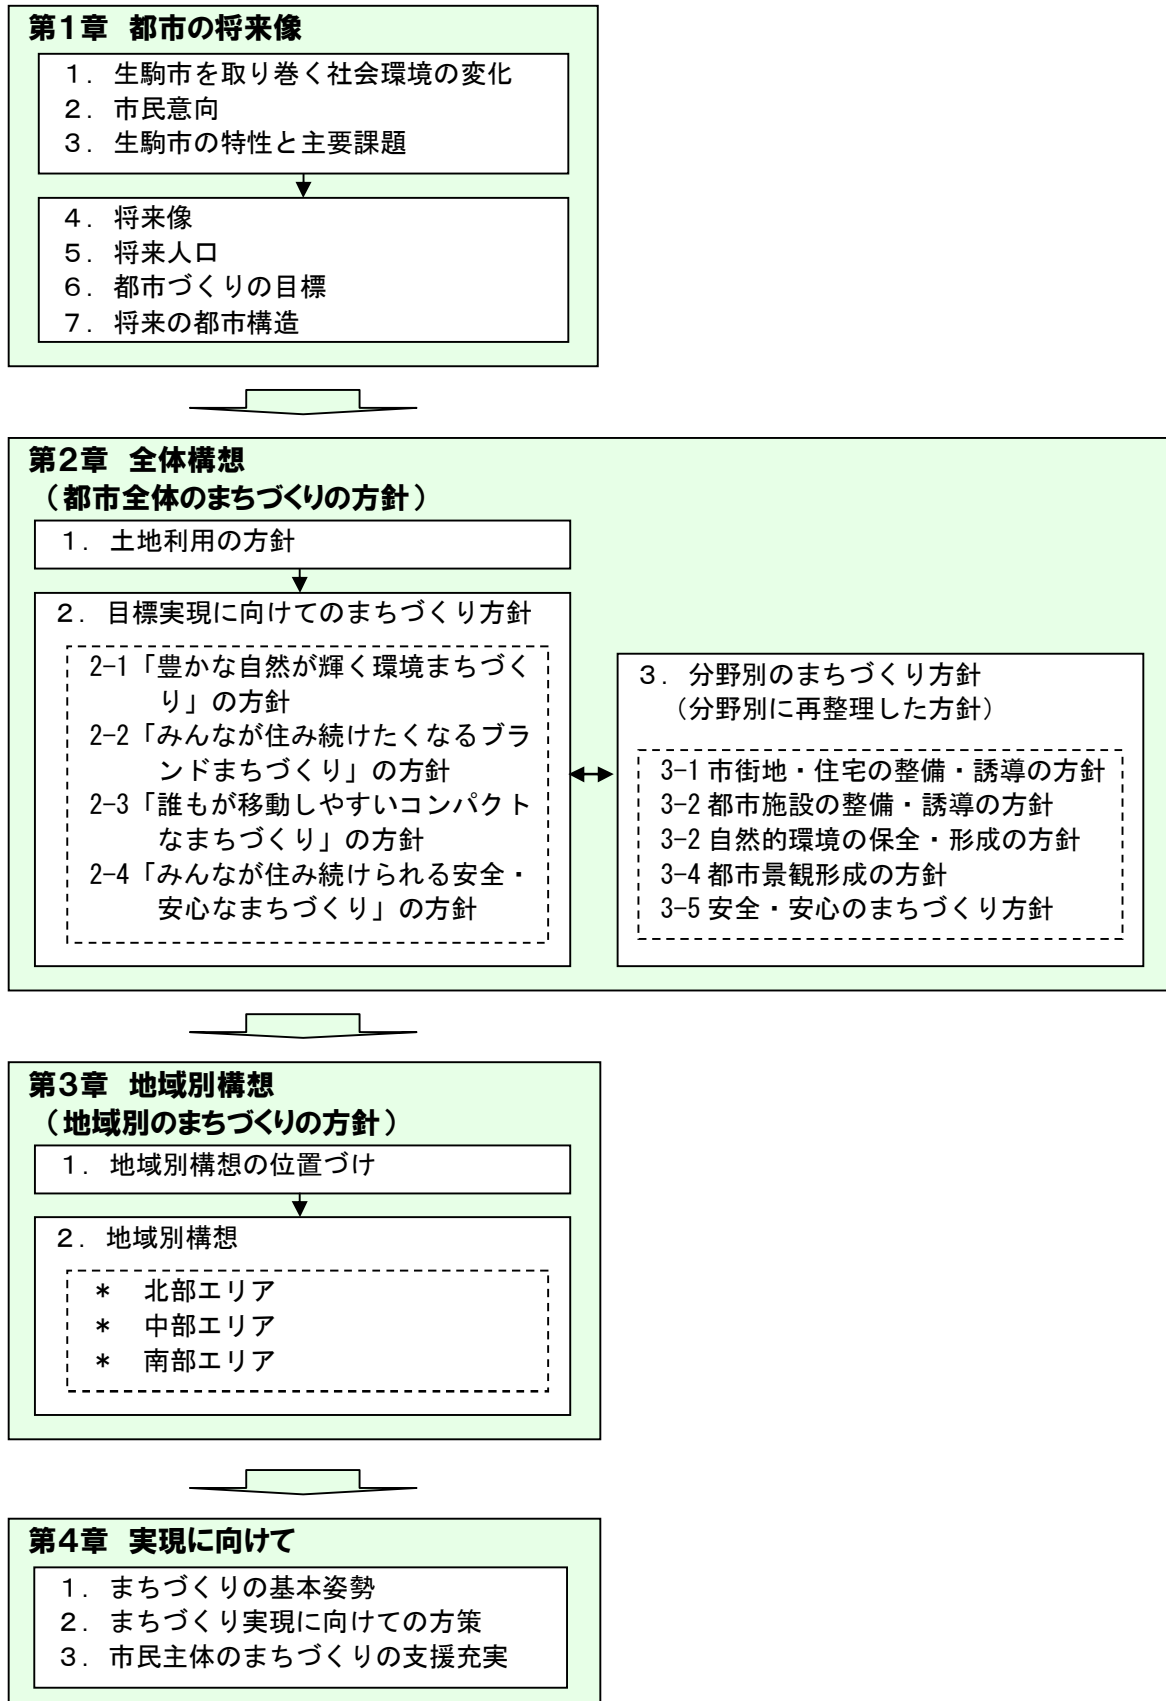 第1章 都市の将来像
1. 生駒市を取り巻く社会環境の変化
2. 市民意向
3. 生駒市の特性と主要課題
4. 将来像
5. 将来人口
6. 都市づくりの目標
7. 将来の都市構造
第2章 全体構想
(都市全体のまちづくりの方針)
1. 土地利用の方針
2. 目標実現に向けてのまちづくり方針
2-1「豊かな自然が輝く環境まちづく
り」の方針
2-2「みんなが住み続けたくなるブラ
ンドまちづくり」の方針
2-3「誰もが移動しやすいコンパクト
なまちづくり」の方針
2-4「みんなが住み続けられる安全・
安心なまちづくり」の方針
3. 分野別のまちづくり方針
(分野別に再整理した方針)
3-1 市街地・住宅の整備・誘導の方針
3-2 都市施設の整備・誘導の方針
3-2 自然的環境の保全・形成の方針
3-4 都市景観形成の方針
3-5 安全・安心のまちづくり方針
第3章 地域別構想
(地域別のまちづくりの方針)
1. 地域別構想の位置づけ
2. 地域別構想
* 北部エリア
* 中部エリア
* 南部エリア
第4章 実現に向けて
1. まちづくりの基本姿勢
2. まちづくり実現に向けての方策
3. 市民主体のまちづくりの支援充実